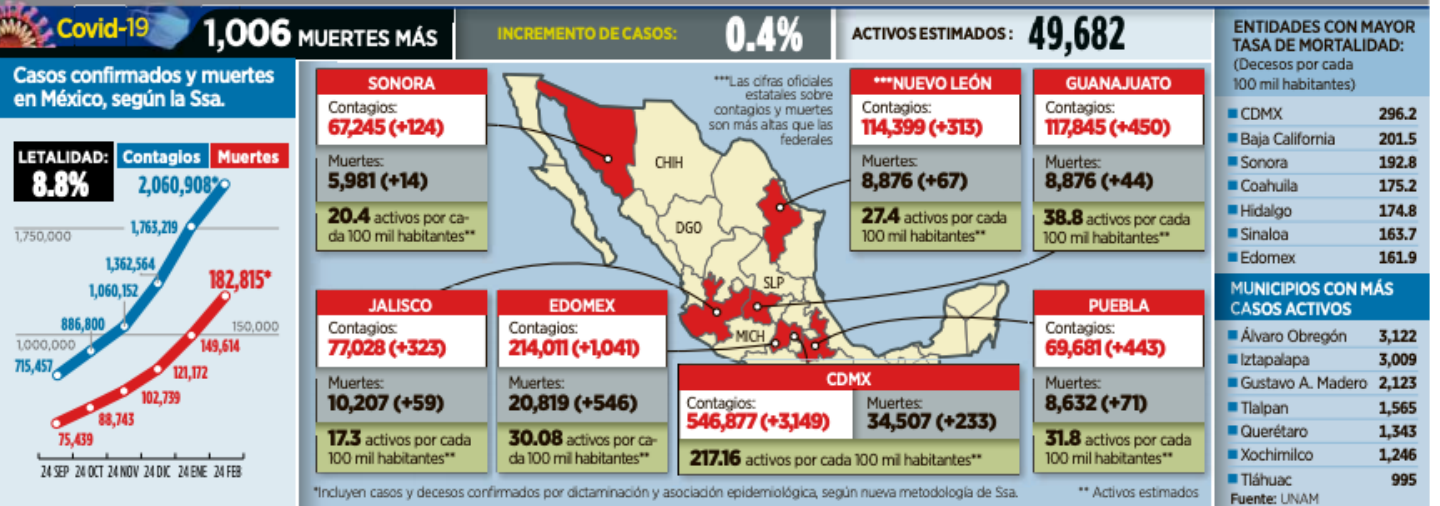 Covid-19
1,006 MUERTES MÁS
INCREMENTO DE CASOS:
0.4%
ACTIVOS ESTIMADOS:
49,682
Casos confirmados y muertes
en México, según la Ssa.
LETALIDAD:
8.8%
Contagios
Muertes
2,060,908*
1,763,219
1,750,000
1,362,564
1,060,152
886,800
1,000,000
715,457
182,815*
150,000
149,614
121,172
102,739
88,743
75,439
24 SEP 24 OCT 24 NOV 24 DIC 24 ENE 24 FEB
SONORA
Contagios:
67,245 (+124)
Muertes:
5,981 (+14)
20.4 activos por ca-
da 100 mil habitantes**
***Las cifras oficiales
estatales sobre
contagios y muertes
son más altas que las
federales
***NUEVO LEÓN
Contagios:
114,399 (+313)
Muertes:
8,876 (+67)
27.4 activos por cada
100 mil habitantes**
GUANAJUATO
Contagios:
117,845 (+450)
Muertes:
8,876 (+44)
38.8 activos por cada
100 mil habitantes**
CHIH
DGO
SLP
MICH
JALISCO
Contagios:
77,028 (+323)
Muertes:
10,207 (+59)
17.3 activos por cada
100 mil habitantes**
EDOMEX
Contagios:
214,011 (+1,041)
Muertes:
20,819 (+546)
30.08 activos por ca-
da 100 mil habitantes**
CDMX
Contagios:
546,877 (+3,149)
Muertes:
34,507 (+233)
217.16 activos por cada 100 mil habitantes**
PUEBLA
Contagios:
69,681 (+443)
Muertes:
8,632 (+71)
31.8 activos por cada
100 mil habitantes**
*Incluyen casos y decesos confirmados por dictaminación y asociación epidemiológica, según nueva metodología de Ssa.
** Activos estimados
ENTIDADES CON MAYOR
TASA DE MORTALIDAD:
(Decesos por cada
100 mil habitantes)
CDMX 296.2
Baja California 201.5
Sonora 192.8
Coahuila 175.2
Hidalgo 174.8
Sinaloa 163.7
Edomex 161.9
MUNICIPIOS CON MÁS
CASOS ACTIVOS
Álvaro Obregón 3,122
Iztapalapa 3,009
Gustavo A. Madero 2,123
Tlalpan 1,565
Querétaro 1,343
Xochimilco 1,246
Tláhuac 995
Fuente: UNAM